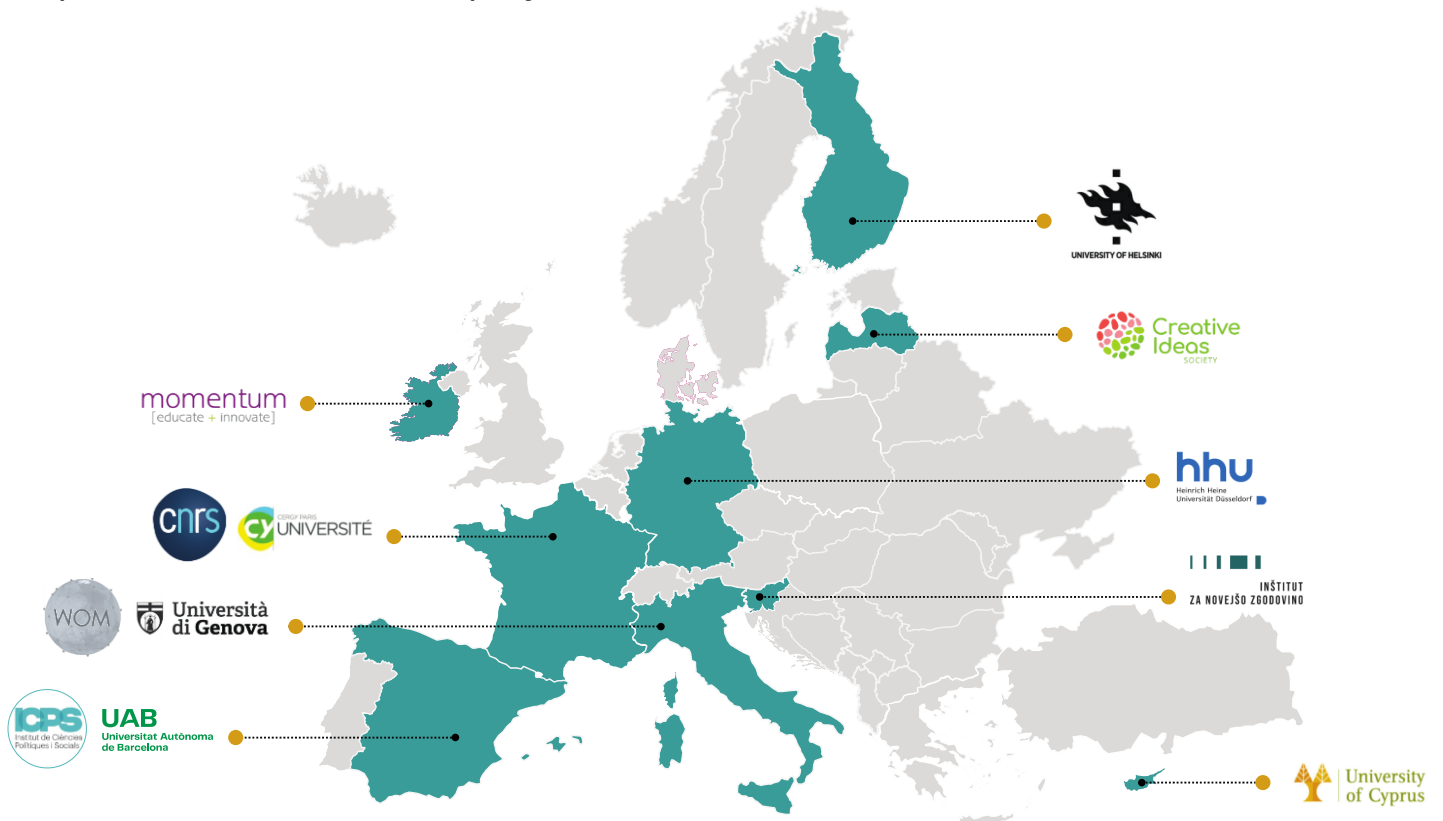 UNIVERSITY OF HELSINKI
Creative
Ideas
SOCIETY
momentum
[educate + innovate]
hhu
Heinrich Heine
Universität Düsseldorf
cnrs
CERGY PARIS
CY UNIVERSITÉ
INŠTITUT
ZA NOVEJŠO ZGODOVINO
WOM
Università
di Genova
ICPS
Institut de Ciències
Polítiques i Socials
UAB
Universitat Autònoma
de Barcelona
University
of Cyprus